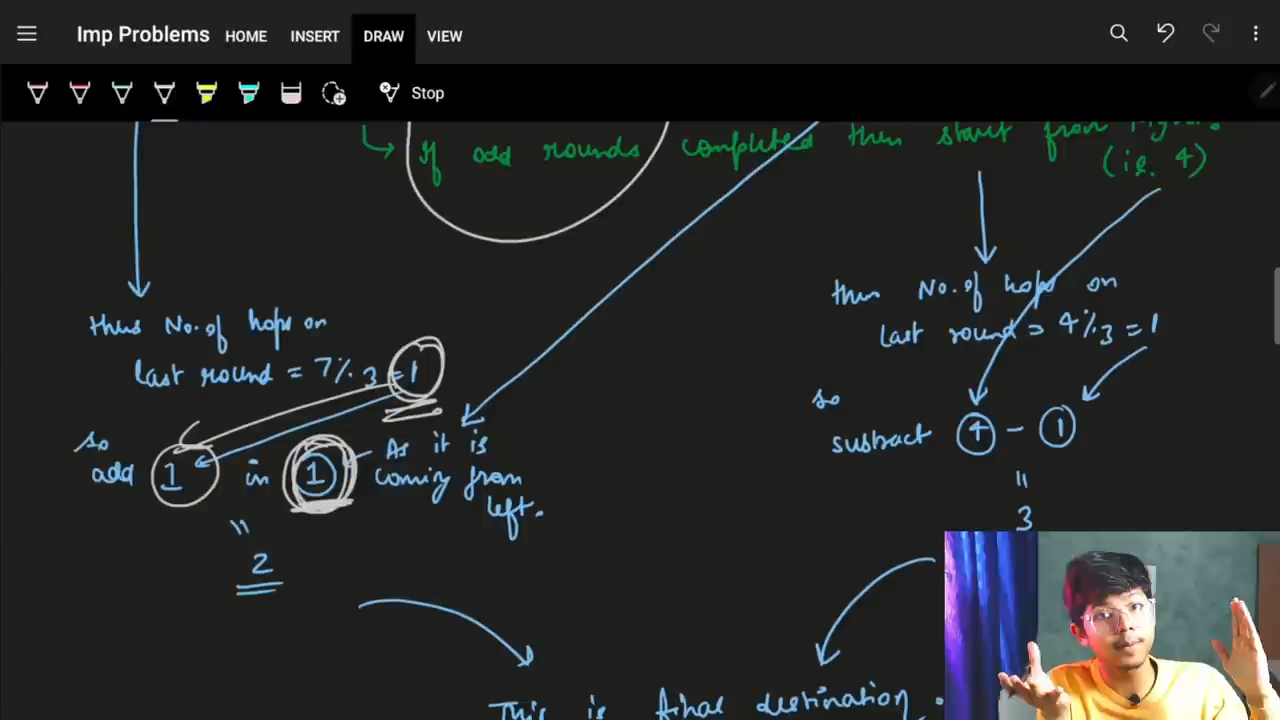 Imp Problems HOME INSERT DRAW VIEW
Stop
If odd rounds completed then start from
(ie. 4)
thus No. of hops on
last round = 7%3 = 1
so
add 1 in 1 As it is
coming from
left.
"
2
thus No. of hops on
last round = 4%3 = 1
so
substract 4 - 1
"
3
This is final destination.